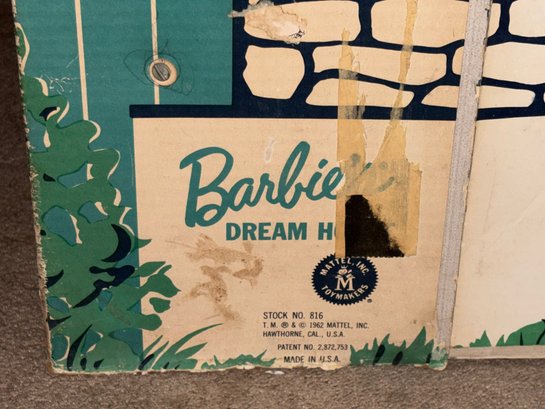 Barbie
DREAM H
MATTEL, INC.
M
TOYMAKERS
STOCK NO. 816
T. M. ® & © 1962 MATTEL, INC.
HAWTHORNE, CAL., U.S.A.
PATENT NO. 2,872,753
MADE IN U.S.A.